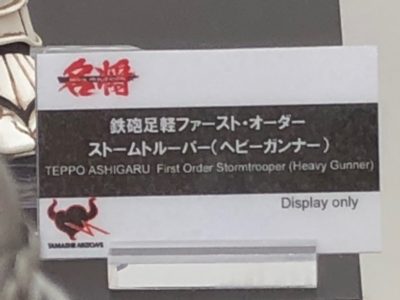 名将
鉄砲足軽ファースト・オーダー
ストームトルーパー(ヘビーガンナー)
TEPPO ASHIGARU First Order Stormtrooper (Heavy Gunner)
Display only
TAMASHII NATIONS